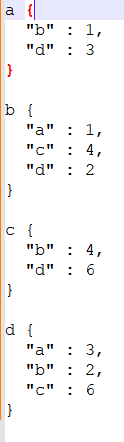 a {
"b" : 1,
"d" : 3
}
b {
"a" : 1,
"c" : 4,
"d" : 2
}
c {
"b" : 4,
"d" : 6
}
d {
"a" : 3,
"b" : 2,
"c" : 6
}